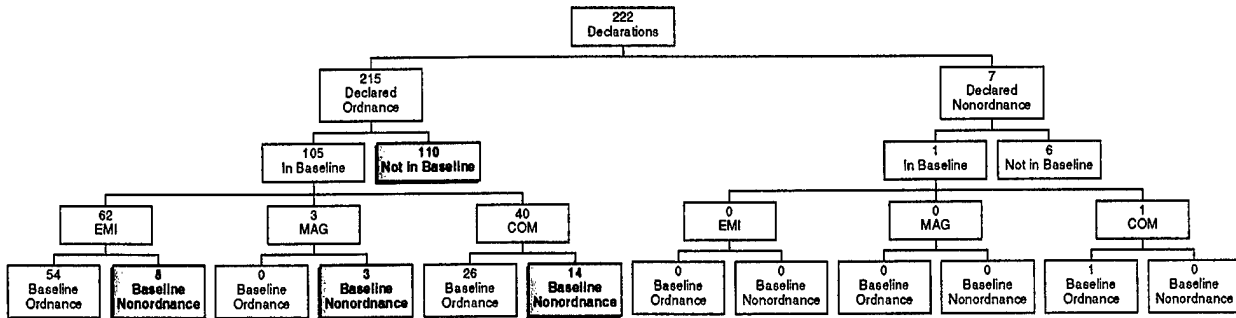 222
Declarations
215
Declared
Ordnance
7
Declared
Nonordnance
105
In Baseline
110
Not in Baseline
1
In Baseline
6
Not in Baseline
62
EMI
3
MAG
40
COM
0
EMI
0
MAG
1
COM
54
Baseline
Ordnance
8
Baseline
Nonordnance
0
Baseline
Ordnance
3
Baseline
Nonordnance
26
Baseline
Ordnance
14
Baseline
Nonordnance
0
Baseline
Ordnance
0
Baseline
Nonordnance
0
Baseline
Ordnance
0
Baseline
Nonordnance
1
Baseline
Ordnance
0
Baseline
Nonordnance